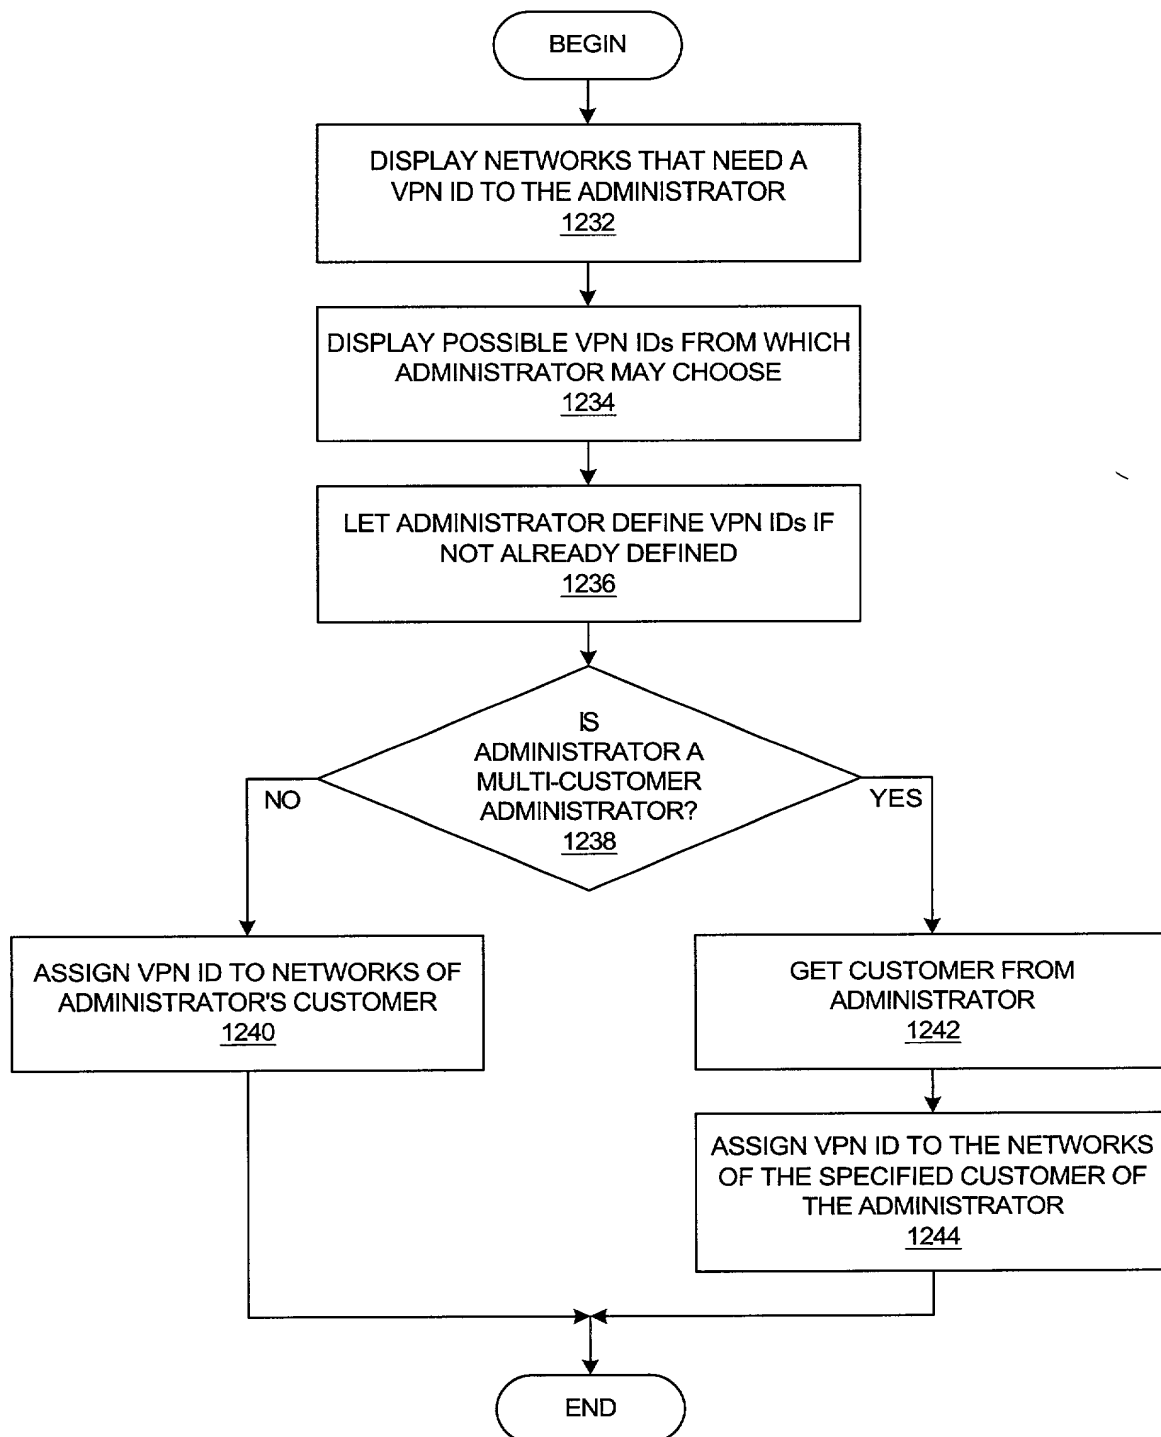 BEGIN
DISPLAY NETWORKS THAT NEED A
VPN ID TO THE ADMINISTRATOR
1232
DISPLAY POSSIBLE VPN IDs FROM WHICH
ADMINISTRATOR MAY CHOOSE
1234
LET ADMINISTRATOR DEFINE VPN IDs IF
NOT ALREADY DEFINED
1236
IS
ADMINISTRATOR A
MULTI-CUSTOMER
ADMINISTRATOR?
1238
NO
YES
ASSIGN VPN ID TO NETWORKS OF
ADMINISTRATOR'S CUSTOMER
1240
GET CUSTOMER FROM
ADMINISTRATOR
1242
ASSIGN VPN ID TO THE NETWORKS
OF THE SPECIFIED CUSTOMER OF
THE ADMINISTRATOR
1244
END